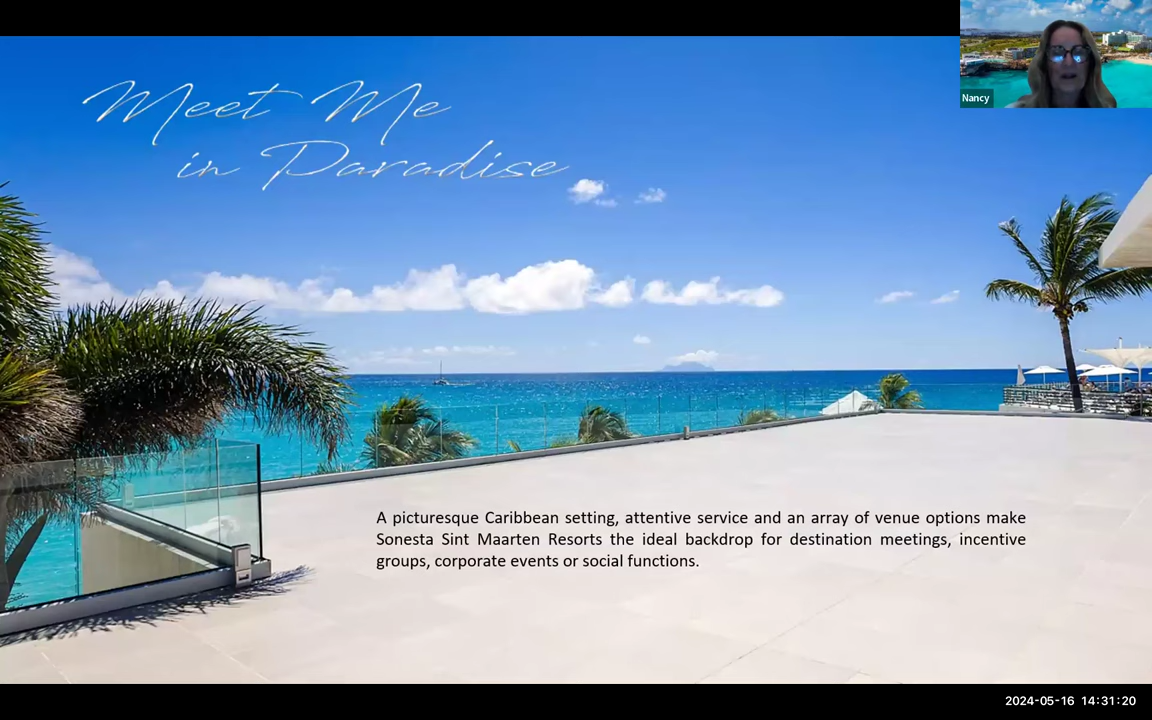 Nancy
Meet Me
in Paradise
A picturesque Caribbean setting, attentive service and an array of venue options make
Sonesta Sint Maarten Resorts the ideal backdrop for destination meetings, incentive
groups, corporate events or social functions.
2024-05-16 14:31:20